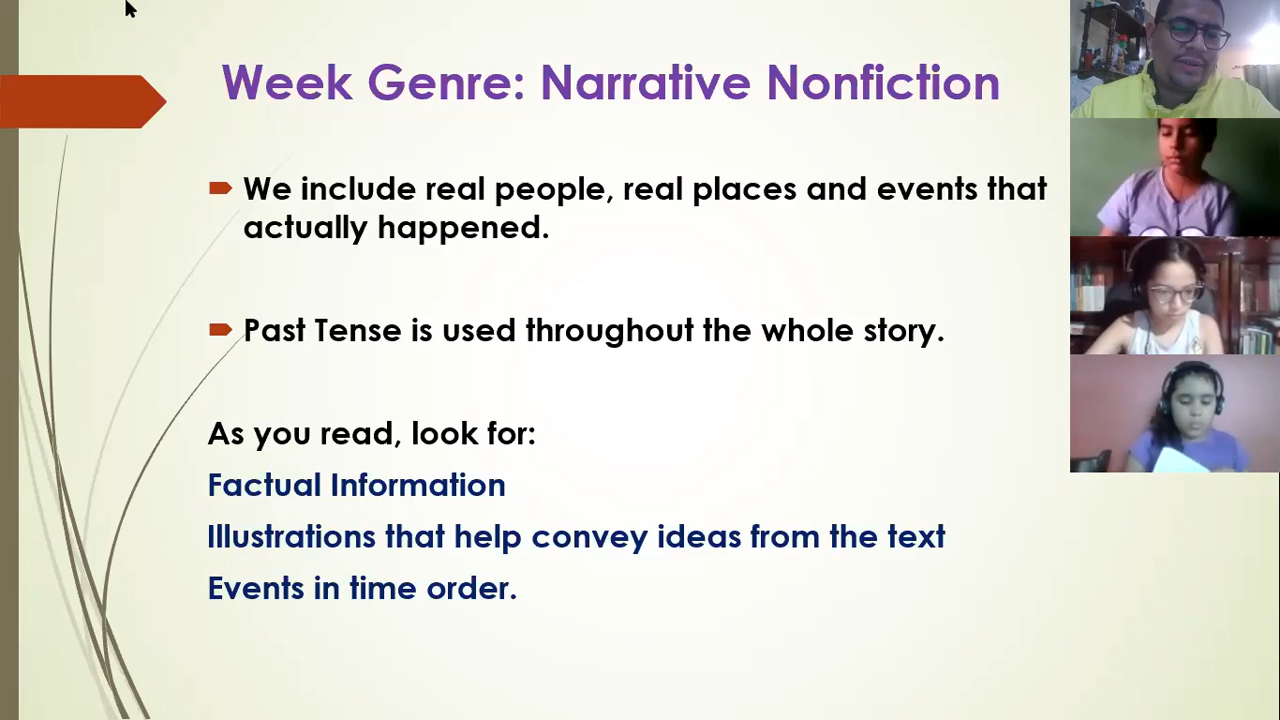 Week Genre: Narrative Nonfiction
We include real people, real places and events that
actually happened.
Past Tense is used throughout the whole story.
As you read, look for:
Factual Information
Illustrations that help convey ideas from the text
Events in time order.